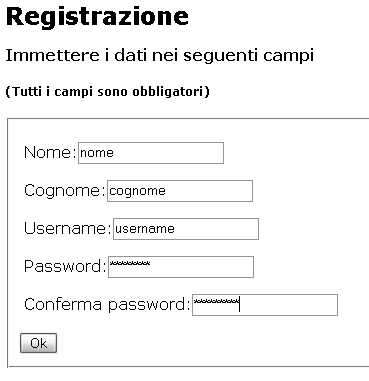 Registrazione
Immettere i dati nei seguenti campi
(Tutti i campi sono obbligatori)
Nome: nome
Cognome: cognome
Username: username
Password: ********
Conferma password: *********
Ok